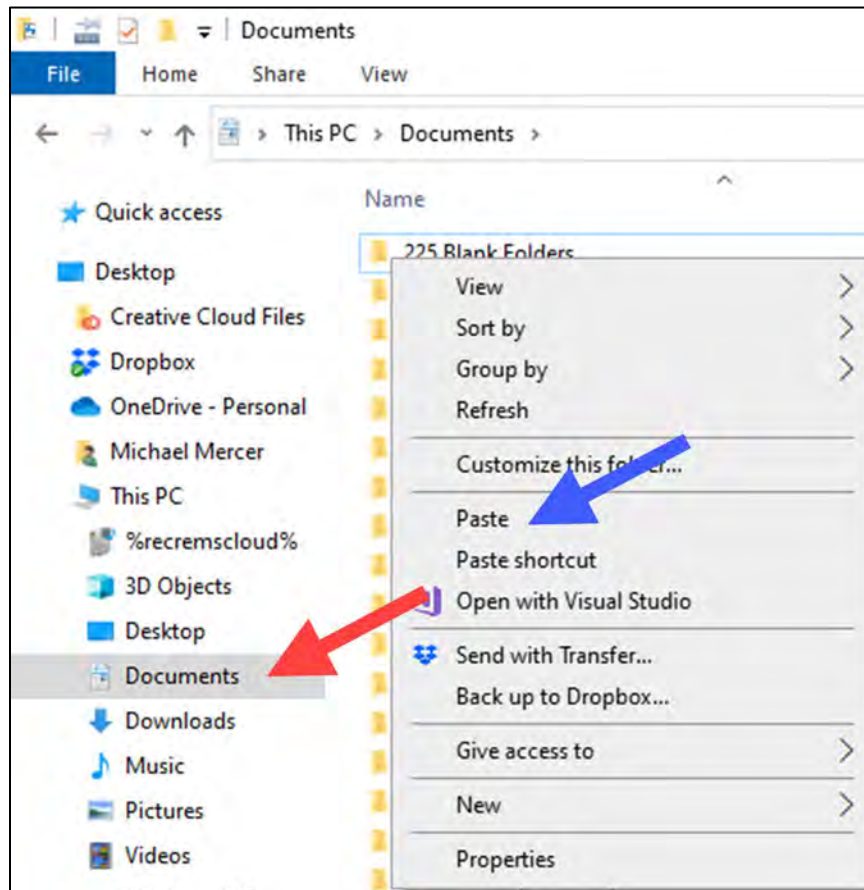 Documents
File Home Share View
This PC > Documents >
Name
Quick access
Desktop
Creative Cloud Files
Dropbox
OneDrive - Personal
Michael Mercer
This PC
%recremscloud%
3D Objects
Desktop
Documents
Downloads
Music
Pictures
Videos
225 Blank Folders
View
Sort by
Group by
Refresh
Customize this folder...
Paste
Paste shortcut
Open with Visual Studio
Send with Transfer...
Back up to Dropbox...
Give access to
New
Properties